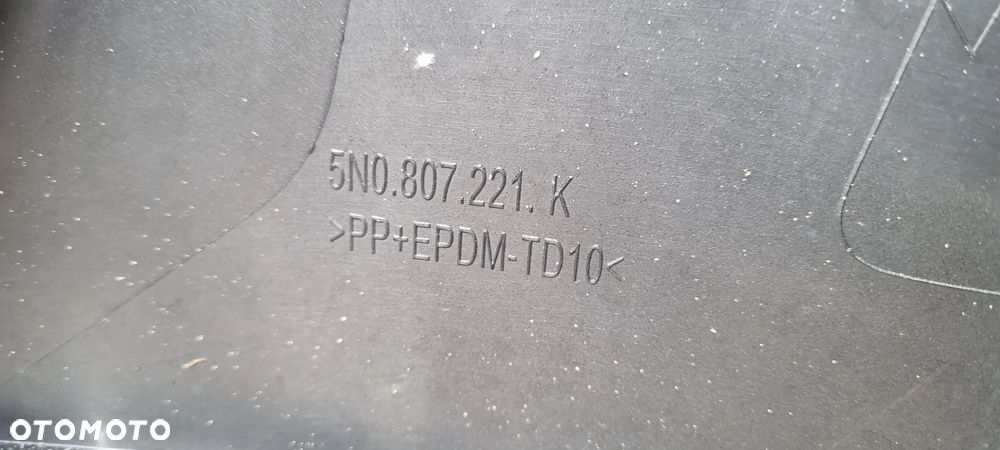 5N0.807.221. K
>PP+EPDM-TD10<
OTOMOTO